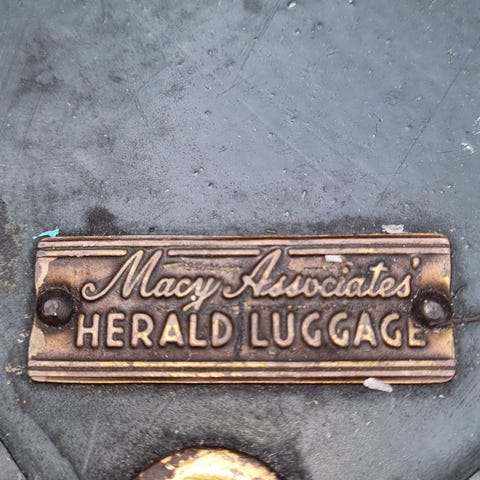 Macy Associates'
HERALD LUGGAGE